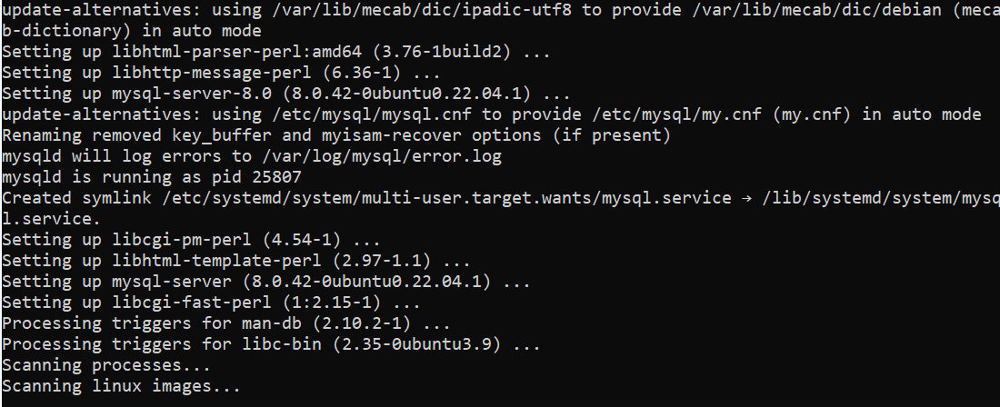 update-alternatives: using /var/lib/mecab/dic/ipadic-utf8 to provide /var/lib/mecab/dic/debian (meca
b-dictionary) in auto mode
Setting up libhtml-parser-perl:amd64 (3.76-1build2) ...
Setting up libhttp-message-perl (6.36-1) ...
Setting up mysql-server-8.0 (8.0.42-0ubuntu0.22.04.1) ...
update-alternatives: using /etc/mysql/mysql.cnf to provide /etc/mysql/my.cnf (my.cnf) in auto mode
Renaming removed key_buffer and myisam-recover options (if present)
mysqld will log errors to /var/log/mysql/error.log
mysqld is running as pid 25807
Created symlink /etc/systemd/system/multi-user.target.wants/mysql.service → /lib/systemd/system/mysq
l.service.
Setting up libcgi-pm-perl (4.54-1) ...
Setting up libhtml-template-perl (2.97-1.1) ...
Setting up mysql-server (8.0.42-0ubuntu0.22.04.1) ...
Setting up libcgi-fast-perl (1:2.15-1) ...
Processing triggers for man-db (2.10.2-1) ...
Processing triggers for libc-bin (2.35-0ubuntu3.9) ...
Scanning processes...
Scanning linux images...